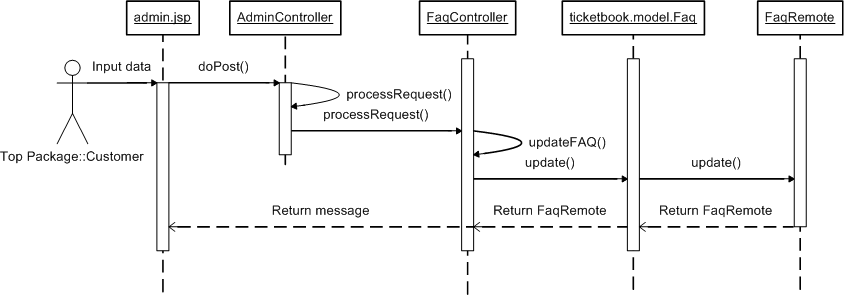 admin.jsp
AdminController
FaqController
ticketbook.model.Faq
FaqRemote
Input data
doPost()
processRequest()
processRequest()
updateFAQ()
Top Package::Customer
update()
update()
Return message
Return FaqRemote
Return FaqRemote